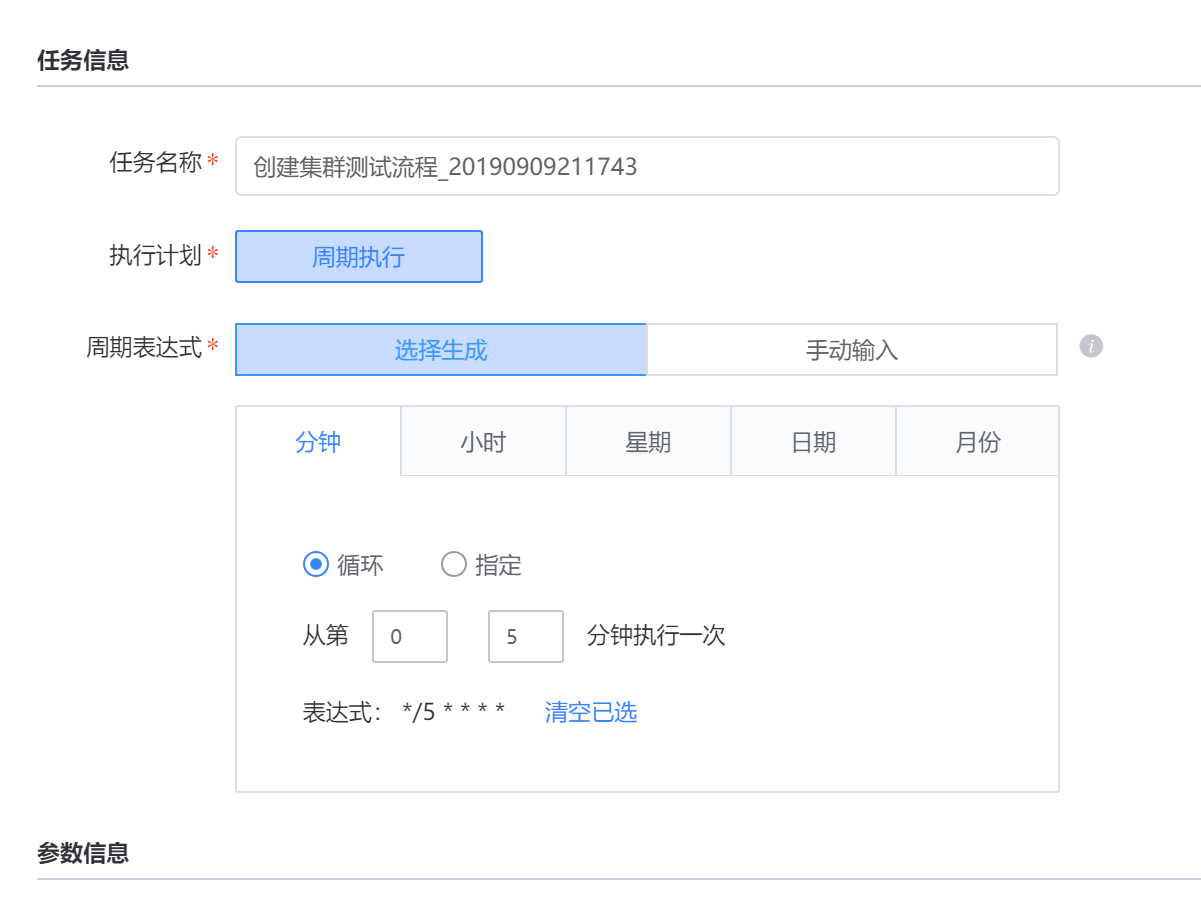 任务信息
任务名称* 创建集群测试流程_20190909211743
执行计划* 周期执行
周期表达式* 选择生成 手动输入 i
分钟 小时 星期 日期 月份
循环 指定
从第 0 5 分钟执行一次
表达式： */5 * * * * 清空已选
参数信息